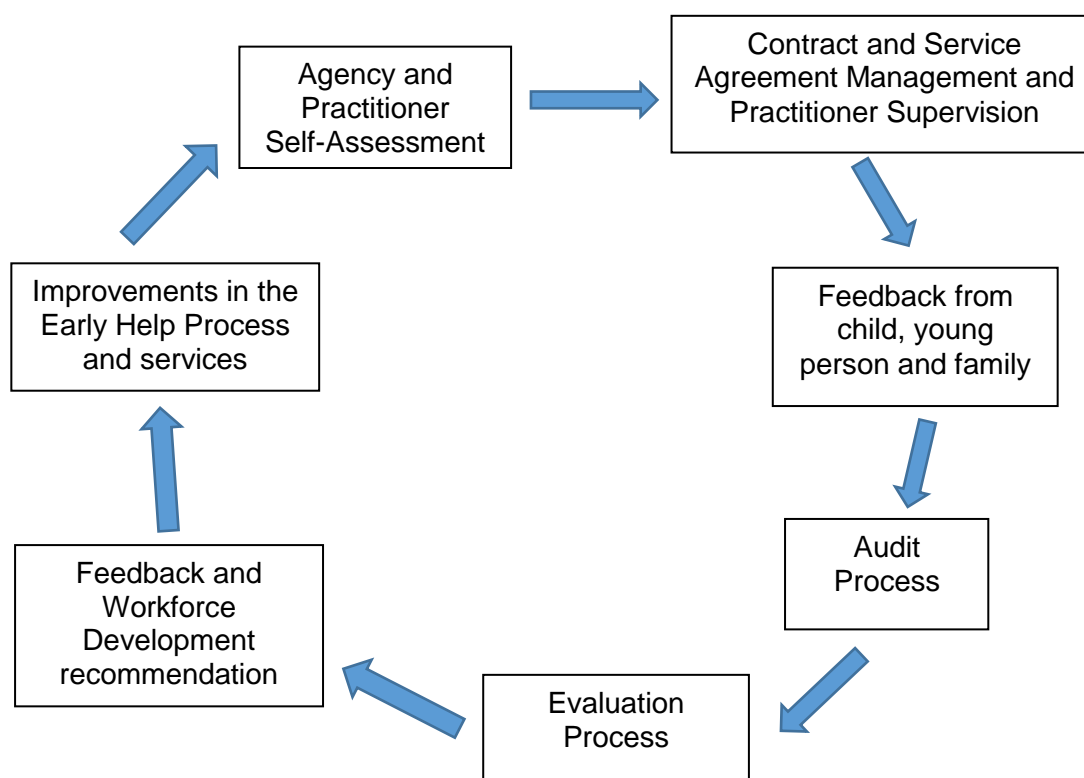 Agency and
Practitioner
Self-Assessment
Contract and Service
Agreement Management and
Practitioner Supervision
Feedback from
child, young
person and family
Audit
Process
Evaluation
Process
Feedback and
Workforce
Development
recommendation
Improvements in the
Early Help Process
and services